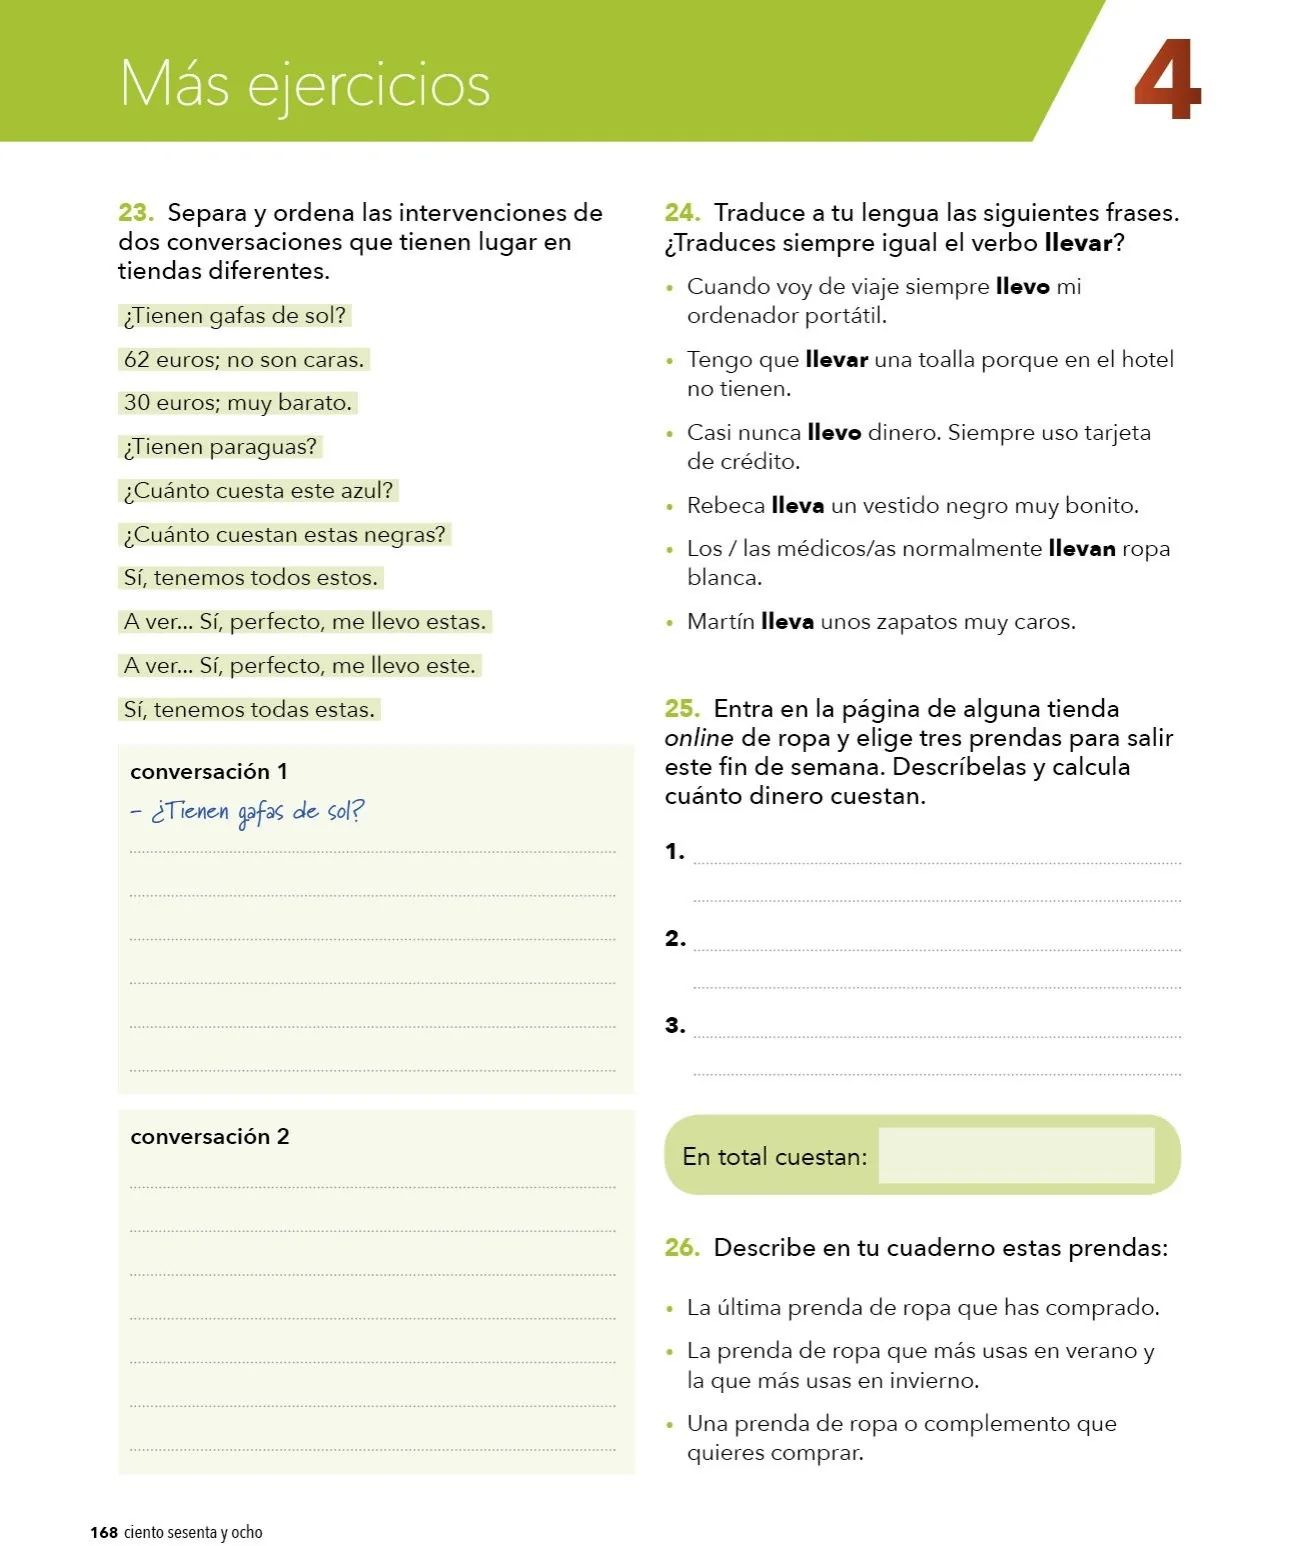 Más ejercicios
4
23. Separa y ordena las intervenciones de
dos conversaciones que tienen lugar en
tiendas diferentes.
¿Tienen gafas de sol?
62 euros; no son caras.
30 euros; muy barato.
¿Tienen paraguas?
¿Cuánto cuesta este azul?
¿Cuánto cuestan estas negras?
Sí, tenemos todos estos.
A ver... Sí, perfecto, me llevo estas.
A ver... Sí, perfecto, me llevo este.
Sí, tenemos todas estas.
conversación 1
– ¿Tienen gafas de sol?
conversación 2
24. Traduce a tu lengua las siguientes frases.
¿Traduces siempre igual el verbo llevar?
• Cuando voy de viaje siempre llevo mi
ordenador portátil.
• Tengo que llevar una toalla porque en el hotel
no tienen.
• Casi nunca llevo dinero. Siempre uso tarjeta
de crédito.
• Rebeca lleva un vestido negro muy bonito.
• Los / las médicos/as normalmente llevan ropa
blanca.
• Martín lleva unos zapatos muy caros.
25. Entra en la página de alguna tienda
online de ropa y elige tres prendas para salir
este fin de semana. Descríbelas y calcula
cuánto dinero cuestan.
1.
2.
3.
En total cuestan:
26. Describe en tu cuaderno estas prendas:
• La última prenda de ropa que has comprado.
• La prenda de ropa que más usas en verano y
la que más usas en invierno.
• Una prenda de ropa o complemento que
quieres comprar.
168 ciento sesenta y ocho